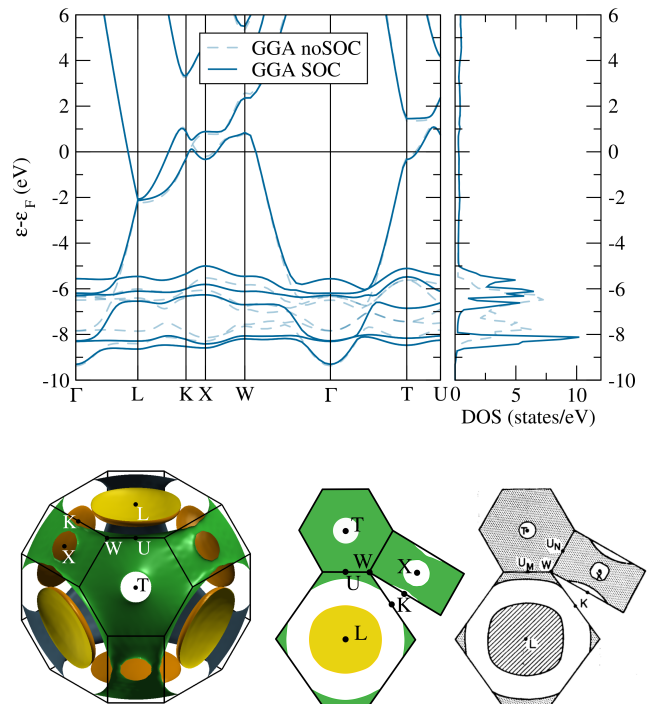 6
4
2
0
-2
-4
-6
-8
-10
ε-ε_F (eV)
GGA noSOC
GGA SOC
Γ L K X W Γ T U
6
4
2
0
-2
-4
-6
-8
-10
0 5 10
DOS (states/eV)
L
K
W U
X
T
T
W X
U
K
L
T
U_N
U_M W X
K
L